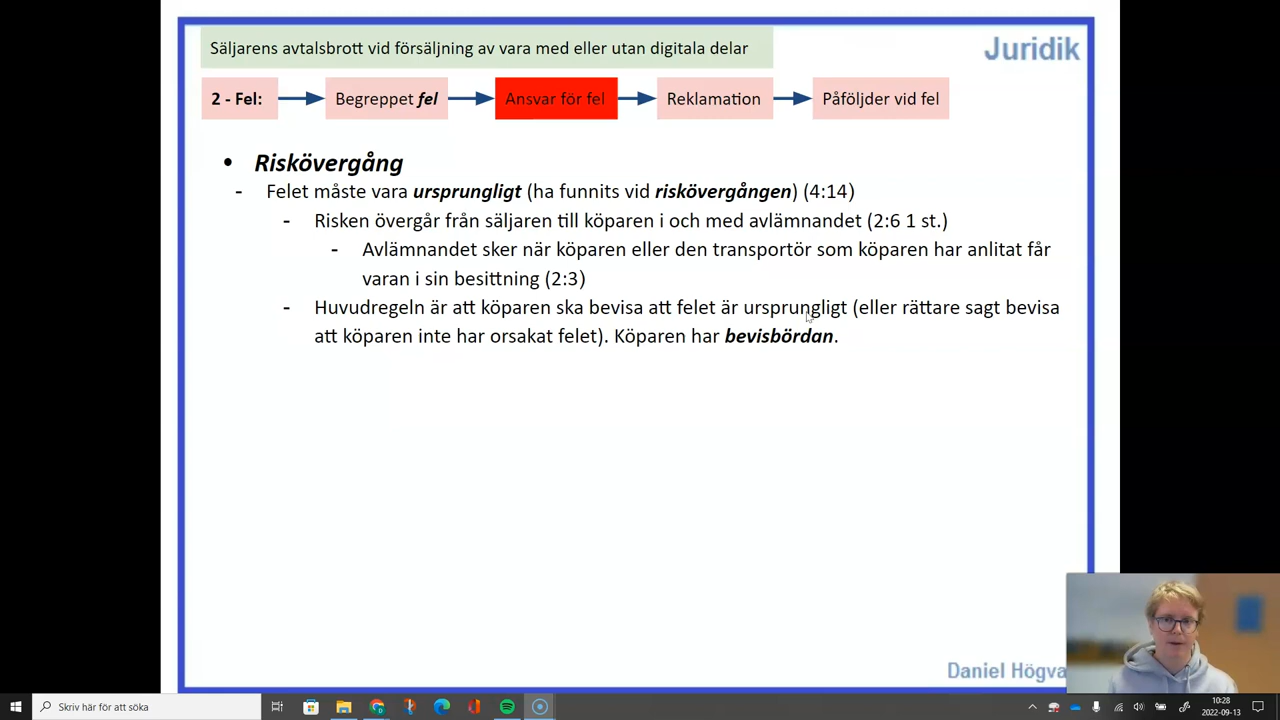 Säljarens avtalsbrott vid försäljning av vara med eller utan digitala delar
Juridik
2 - Fel:
Begreppet fel
Ansvar för fel
Reklamation
Påföljder vid fel
• Riskövergång
- Felet måste vara ursprungligt (ha funnits vid riskövergången) (4:14)
- Risken övergår från säljaren till köparen i och med avlämnandet (2:6 1 st.)
- Avlämnandet sker när köparen eller den transportör som köparen har anlitat får
varan i sin besittning (2:3)
- Huvudregeln är att köparen ska bevisa att felet är ursprungligt (eller rättare sagt bevisa
att köparen inte har orsakat felet). Köparen har bevisbördan.
Daniel Högva
Skriv här för att söka
10:28
2022-09-13